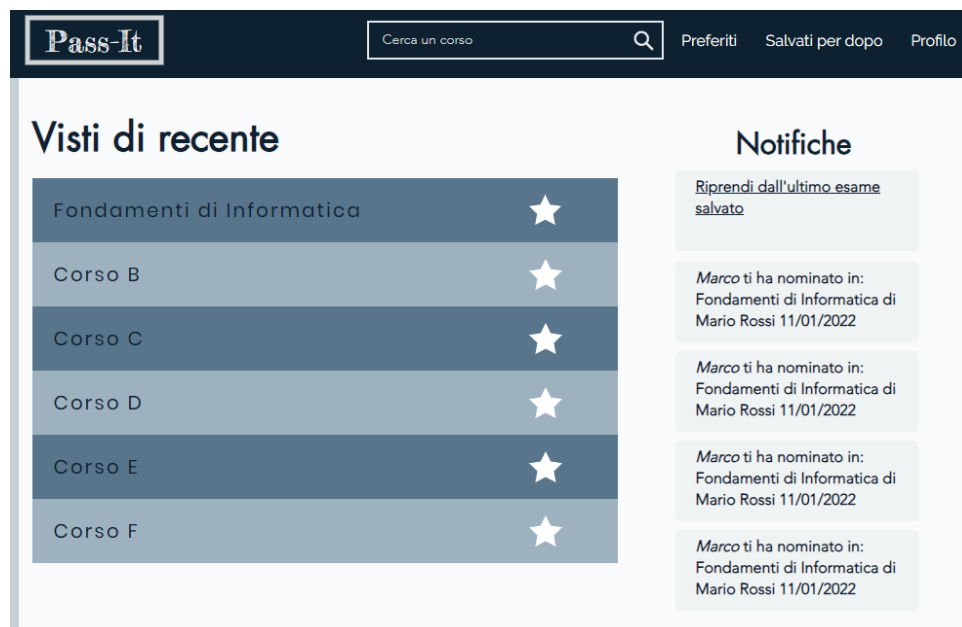 Pass-It
Cerca un corso
Preferiti
Salvati per dopo
Profilo
Visti di recente
Fondamenti di Informatica
Corso B
Corso C
Corso D
Corso E
Corso F
Notifiche
Riprendi dall'ultimo esame
salvato
Marco ti ha nominato in:
Fondamenti di Informatica di
Mario Rossi 11/01/2022
Marco ti ha nominato in:
Fondamenti di Informatica di
Mario Rossi 11/01/2022
Marco ti ha nominato in:
Fondamenti di Informatica di
Mario Rossi 11/01/2022
Marco ti ha nominato in:
Fondamenti di Informatica di
Mario Rossi 11/01/2022